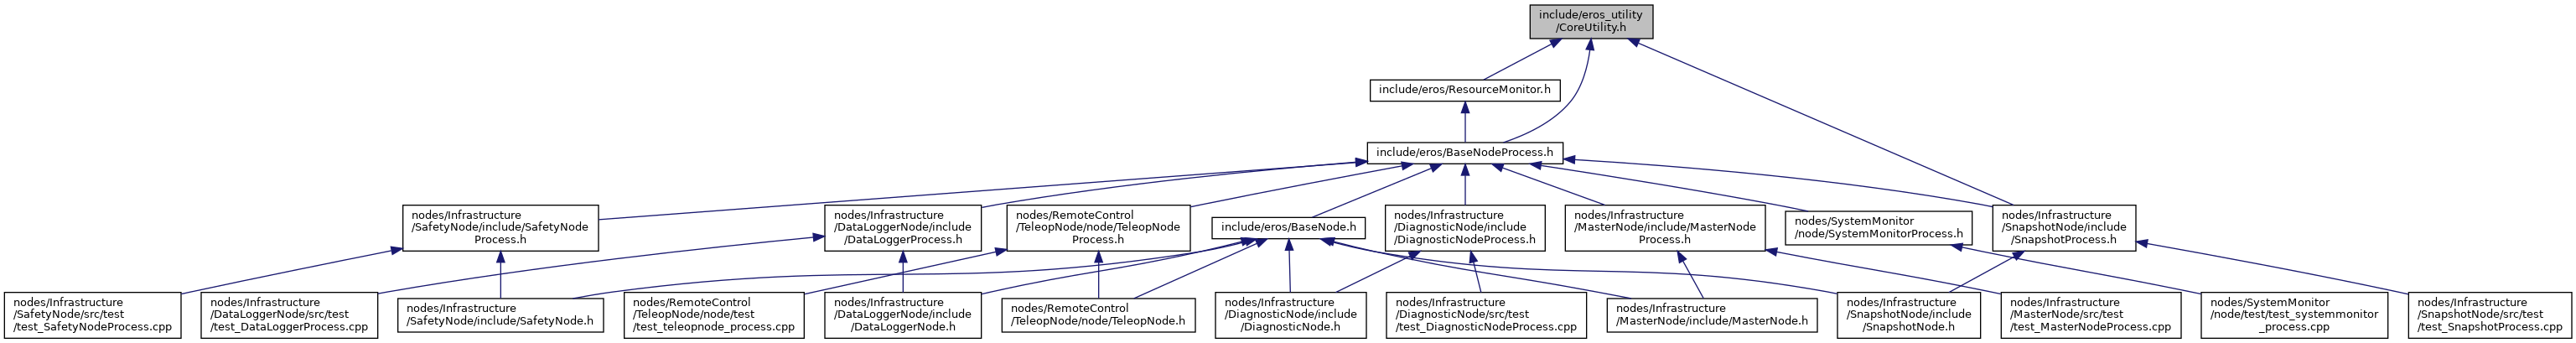 include/eros_utility
/CoreUtility.h
include/eros/ResourceMonitor.h
include/eros/BaseNodeProcess.h
nodes/Infrastructure
/SafetyNode/include/SafetyNode
Process.h
nodes/Infrastructure
/DataLoggerNode/include
/DataLoggerProcess.h
nodes/RemoteControl
/TeleopNode/node/TeleopNode
Process.h
include/eros/BaseNode.h
nodes/Infrastructure
/DiagnosticNode/include
/DiagnosticNodeProcess.h
nodes/Infrastructure
/MasterNode/include/MasterNode
Process.h
nodes/SystemMonitor
/node/SystemMonitorProcess.h
nodes/Infrastructure
/SnapshotNode/include
/SnapshotProcess.h
nodes/Infrastructure
/SafetyNode/src/test
/test_SafetyNodeProcess.cpp
nodes/Infrastructure
/DataLoggerNode/src/test
/test_DataLoggerProcess.cpp
nodes/Infrastructure
/SafetyNode/include/SafetyNode.h
nodes/RemoteControl
/TeleopNode/node/test
/test_teleopnode_process.cpp
nodes/Infrastructure
/DataLoggerNode/include
/DataLoggerNode.h
nodes/RemoteControl
/TeleopNode/node/TeleopNode.h
nodes/Infrastructure
/DiagnosticNode/include
/DiagnosticNode.h
nodes/Infrastructure
/DiagnosticNode/src/test
/test_DiagnosticNodeProcess.cpp
nodes/Infrastructure
/MasterNode/include/MasterNode.h
nodes/Infrastructure
/SnapshotNode/include
/SnapshotNode.h
nodes/Infrastructure
/MasterNode/src/test
/test_MasterNodeProcess.cpp
nodes/SystemMonitor
/node/test/test_systemmonitor
_process.cpp
nodes/Infrastructure
/SnapshotNode/src/test
/test_SnapshotProcess.cpp